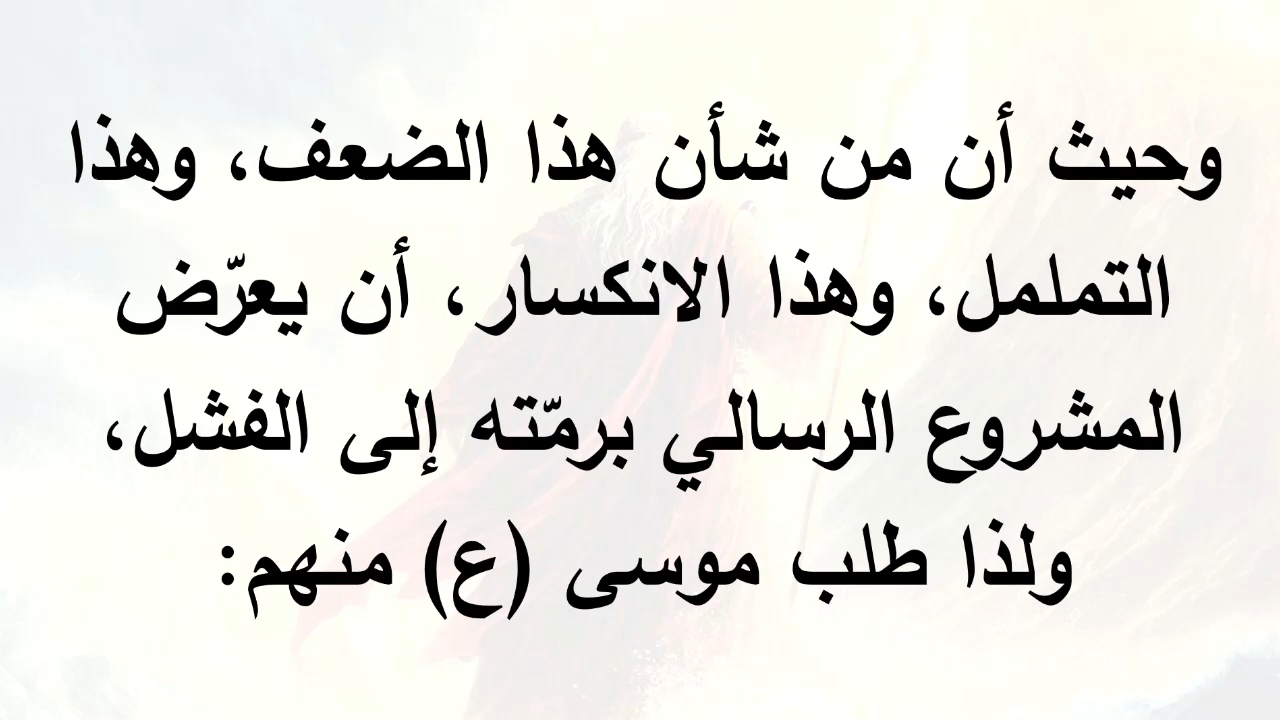 وحيث أن من شأن هذا الضعف، وهذا
التململ، وهذا الانكسار ، أن يعرّض
المشروع الرسالي برمّته إلى الفشل،
ولذا طلب موسى (ع) منهم: